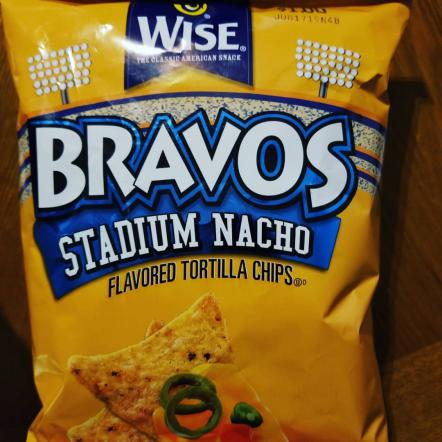 WISE®
THE CLASSIC AMERICAN SNACK
BRAVOS
STADIUM NACHO
FLAVORED TORTILLA CHIPS